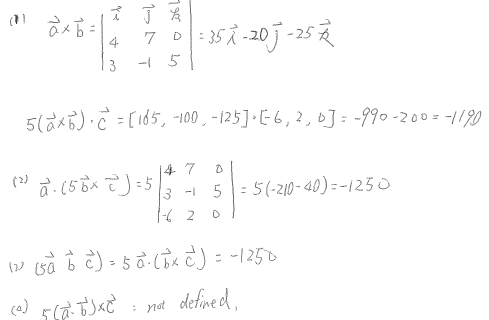 (1) a⃗ × b⃗ = | i⃗ j⃗ k⃗ ; 4 7 0 ; 3 -1 5 | = 35 i⃗ - 20 j⃗ - 25 k⃗
5(a⃗×b⃗)·c⃗ = [165, -100, -125]·[-6, 2, 0] = -990 - 200 = -1190
(2) a⃗·(5b⃗× c⃗) = 5 | 4 7 0 ; 3 -1 5 ; -6 2 0 | = 5(-210-40) = -1250
(2) (5a⃗ b⃗ c⃗) = 5 a⃗·(b⃗× c⃗) = -1250
(4) 5(a⃗·b⃗)×c⃗ : not defined.